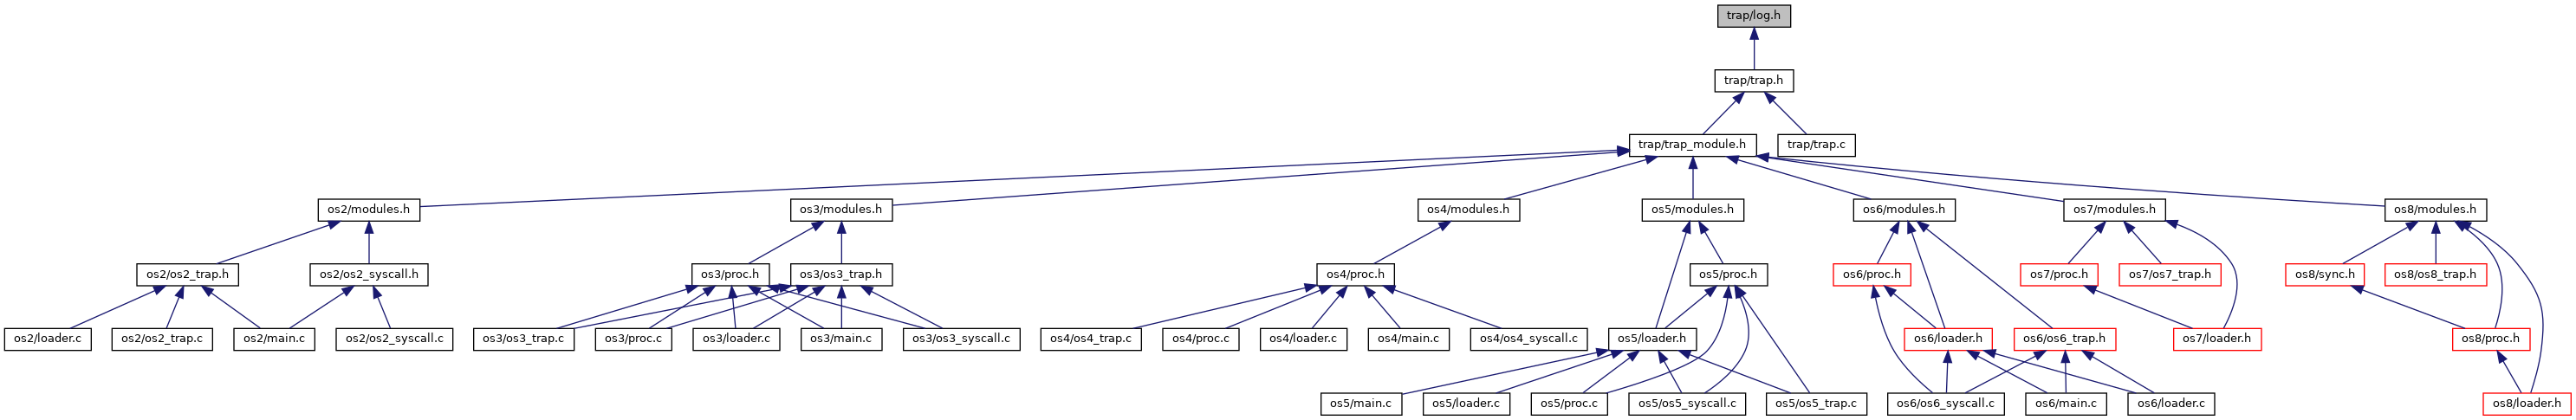 trap/log.h
trap/trap.h
trap/trap_module.h
trap/trap.c
os2/modules.h
os3/modules.h
os4/modules.h
os5/modules.h
os6/modules.h
os7/modules.h
os8/modules.h
os2/os2_trap.h
os2/os2_syscall.h
os3/proc.h
os3/os3_trap.h
os4/proc.h
os5/proc.h
os6/proc.h
os7/proc.h
os7/os7_trap.h
os8/sync.h
os8/os8_trap.h
os2/loader.c
os2/os2_trap.c
os2/main.c
os2/os2_syscall.c
os3/os3_trap.c
os3/proc.c
os3/loader.c
os3/main.c
os3/os3_syscall.c
os4/os4_trap.c
os4/proc.c
os4/loader.c
os4/main.c
os4/os4_syscall.c
os5/loader.h
os6/loader.h
os6/os6_trap.h
os7/loader.h
os8/proc.h
os5/main.c
os5/loader.c
os5/proc.c
os5/os5_syscall.c
os5/os5_trap.c
os6/os6_syscall.c
os6/main.c
os6/loader.c
os8/loader.h